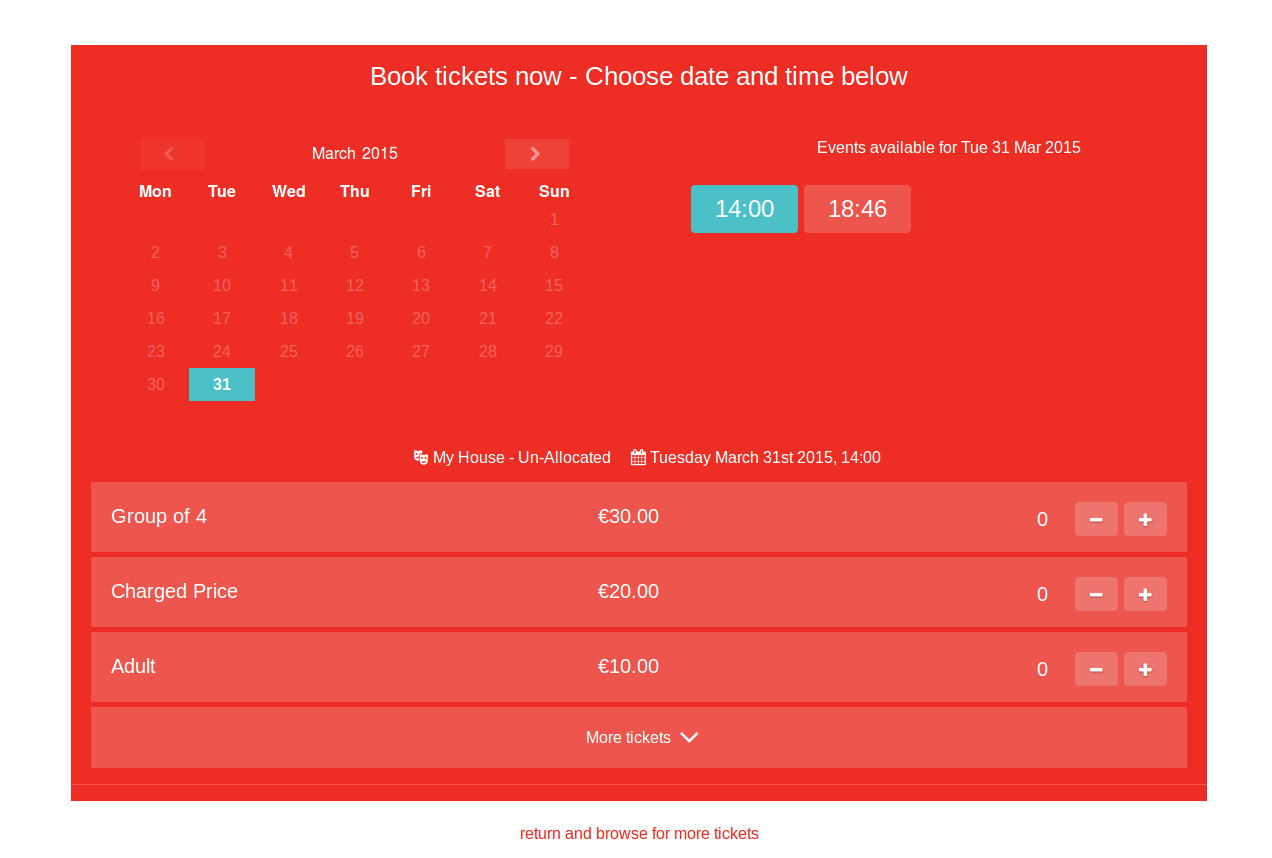 Book tickets now - Choose date and time below
March 2015
Mon Tue Wed Thu Fri Sat Sun
1
2 3 4 5 6 7 8
9 10 11 12 13 14 15
16 17 18 19 20 21 22
23 24 25 26 27 28 29
30 31
Events available for Tue 31 Mar 2015
14:00 18:46
My House - Un-Allocated Tuesday March 31st 2015, 14:00
Group of 4 €30.00 0
Charged Price €20.00 0
Adult €10.00 0
More tickets
return and browse for more tickets